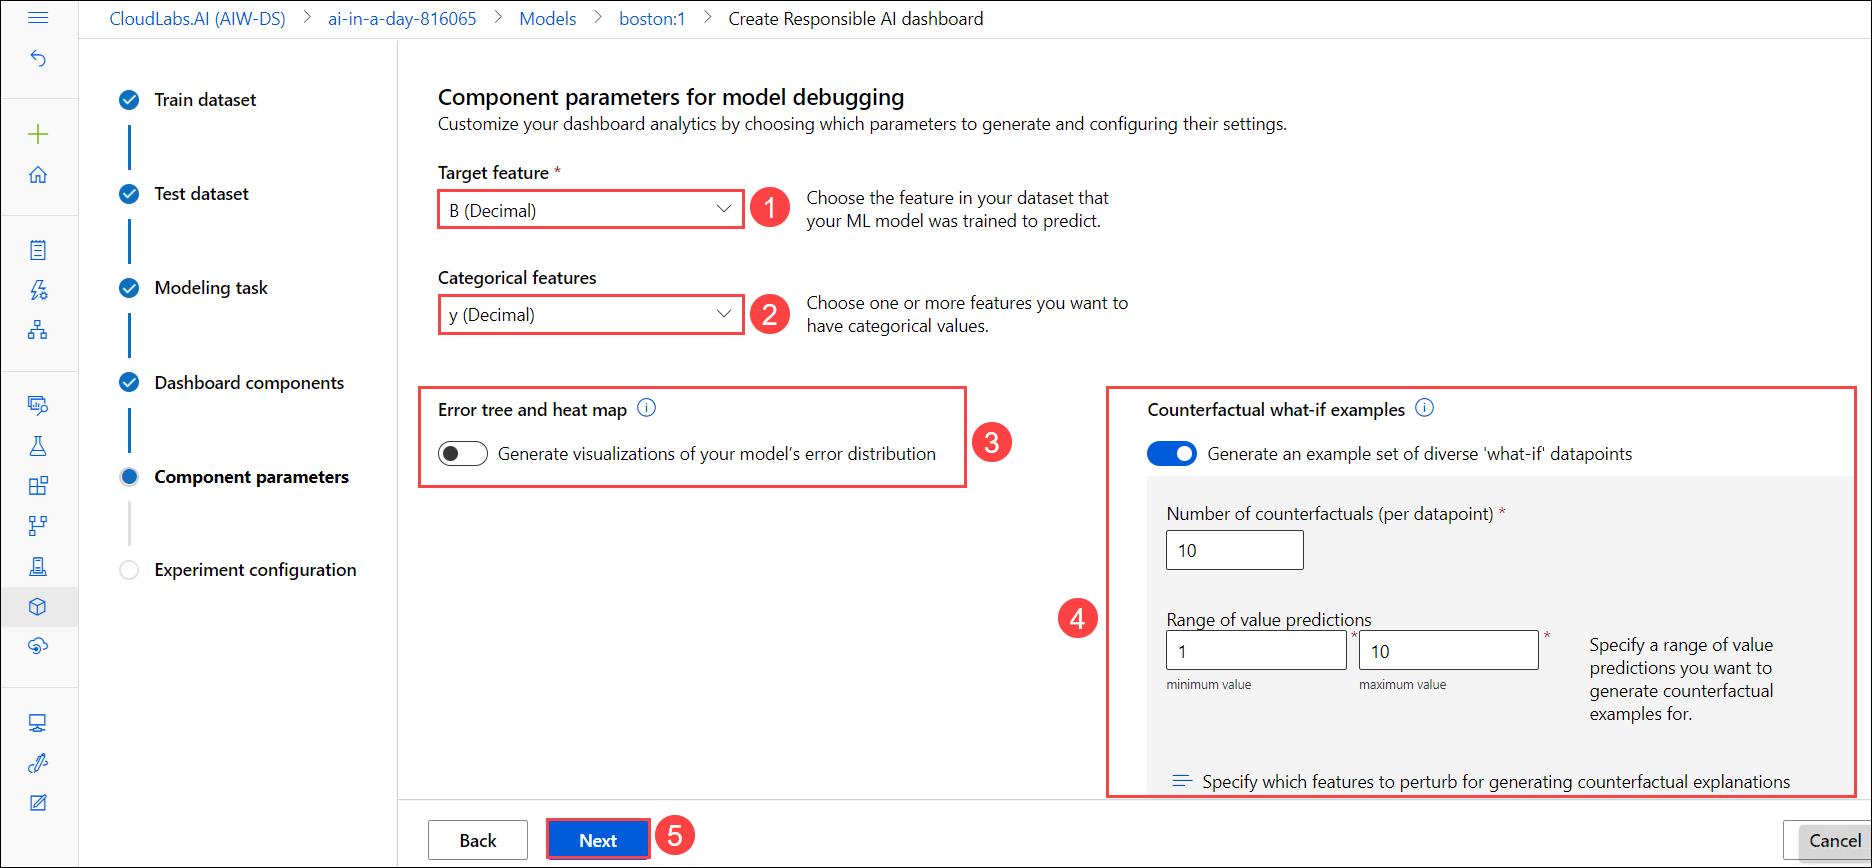 CloudLabs.AI (AIW-DS) > ai-in-a-day-816065 > Models > boston:1 > Create Responsible AI dashboard
Train dataset
Test dataset
Modeling task
Dashboard components
Component parameters
Experiment configuration
Component parameters for model debugging
Customize your dashboard analytics by choosing which parameters to generate and configuring their settings.
Target feature *
B (Decimal)
1
Choose the feature in your dataset that
your ML model was trained to predict.
Categorical features
y (Decimal)
2
Choose one or more features you want to
have categorical values.
Error tree and heat map
Generate visualizations of your model's error distribution
3
Counterfactual what-if examples
Generate an example set of diverse 'what-if' datapoints
Number of counterfactuals (per datapoint) *
10
4
Range of value predictions
1 * 10 *
minimum value maximum value
Specify a range of value
predictions you want to
generate counterfactual
examples for.
Specify which features to perturb for generating counterfactual explanations
Back
Next
5
Cancel